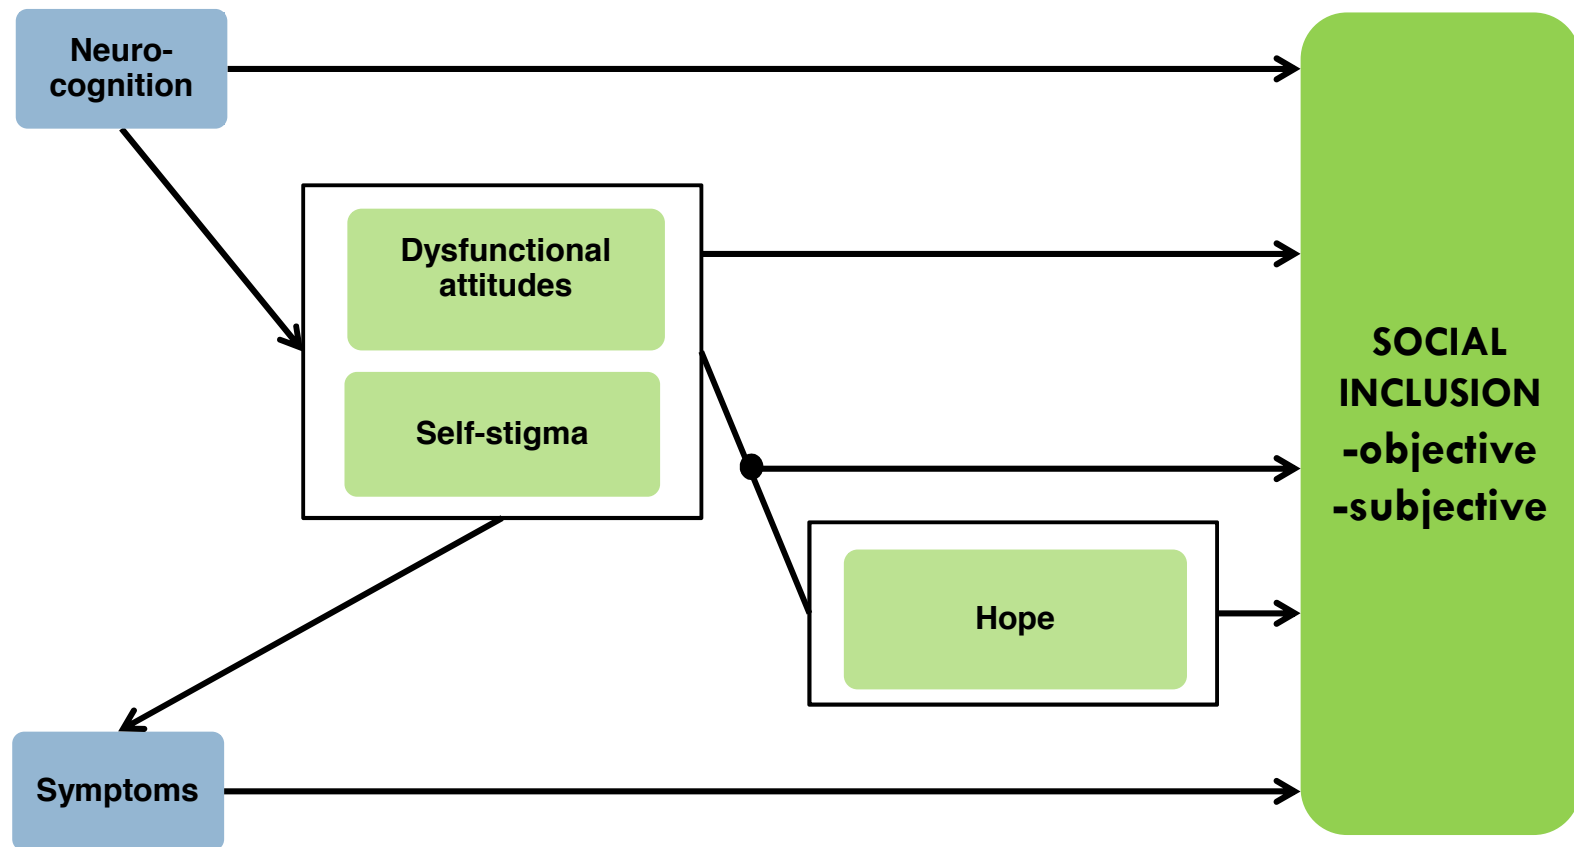 Neuro-
cognition
Dysfunctional
attitudes
Self-stigma
Hope
Symptoms
SOCIAL
INCLUSION
-objective
-subjective